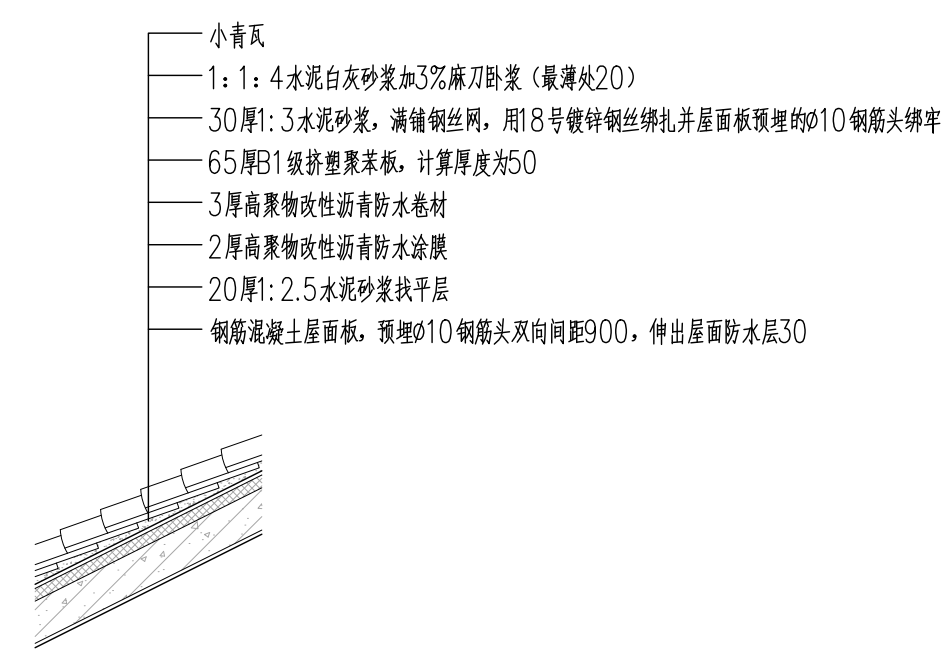 小青瓦
1：1：4水泥白灰砂浆加3%麻刀卧浆（最薄处20）
30厚1：3水泥砂浆，满铺钢丝网，用18号镀锌钢丝绑扎并屋面板预埋的Ø10钢筋头绑牢
65厚B1级挤塑聚苯板，计算厚度为50
3厚高聚物改性沥青防水卷材
2厚高聚物改性沥青防水涂膜
20厚1：2.5水泥砂浆找平层
钢筋混凝土屋面板，预埋Ø10钢筋头双向间距900，伸出屋面防水层30